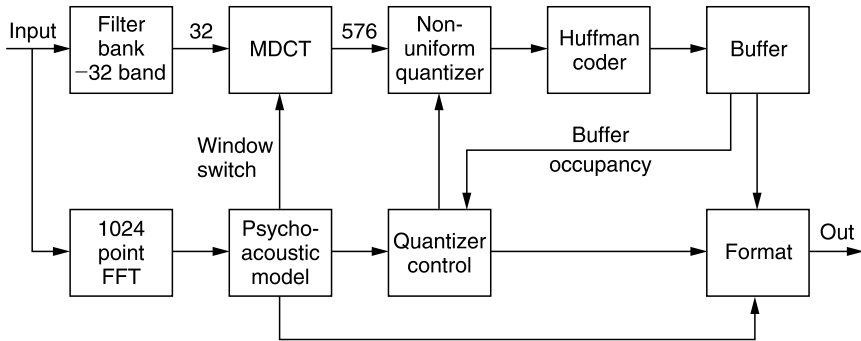 Input
Filter
bank
–32 band
32
MDCT
576
Non-
uniform
quantizer
Huffman
coder
Buffer
Window
switch
Buffer
occupancy
1024
point
FFT
Psycho-
acoustic
model
Quantizer
control
Format
Out